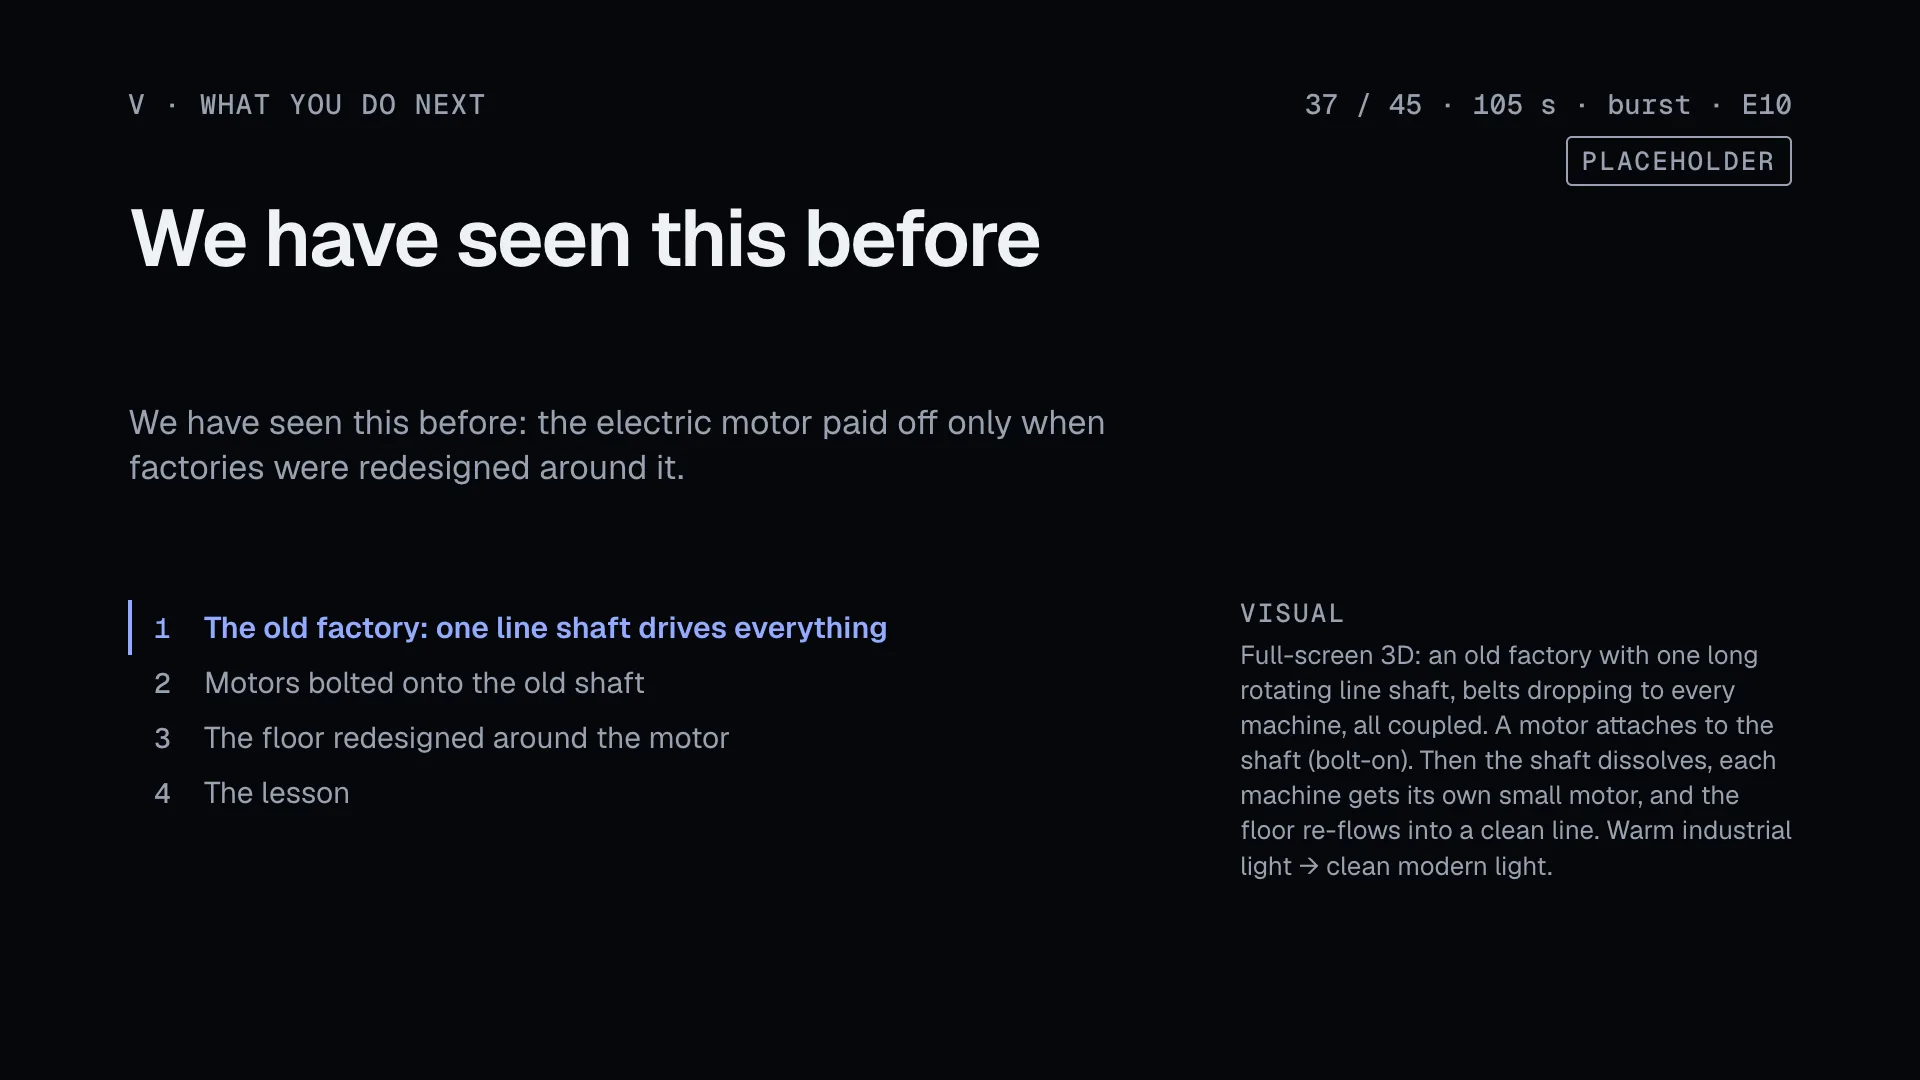 V · WHAT YOU DO NEXT
37 / 45 · 105 s · burst · E10
PLACEHOLDER
We have seen this before
We have seen this before: the electric motor paid off only when
factories were redesigned around it.
1 The old factory: one line shaft drives everything
2 Motors bolted onto the old shaft
3 The floor redesigned around the motor
4 The lesson
VISUAL
Full-screen 3D: an old factory with one long
rotating line shaft, belts dropping to every
machine, all coupled. A motor attaches to the
shaft (bolt-on). Then the shaft dissolves, each
machine gets its own small motor, and the
floor re-flows into a clean line. Warm industrial
light → clean modern light.